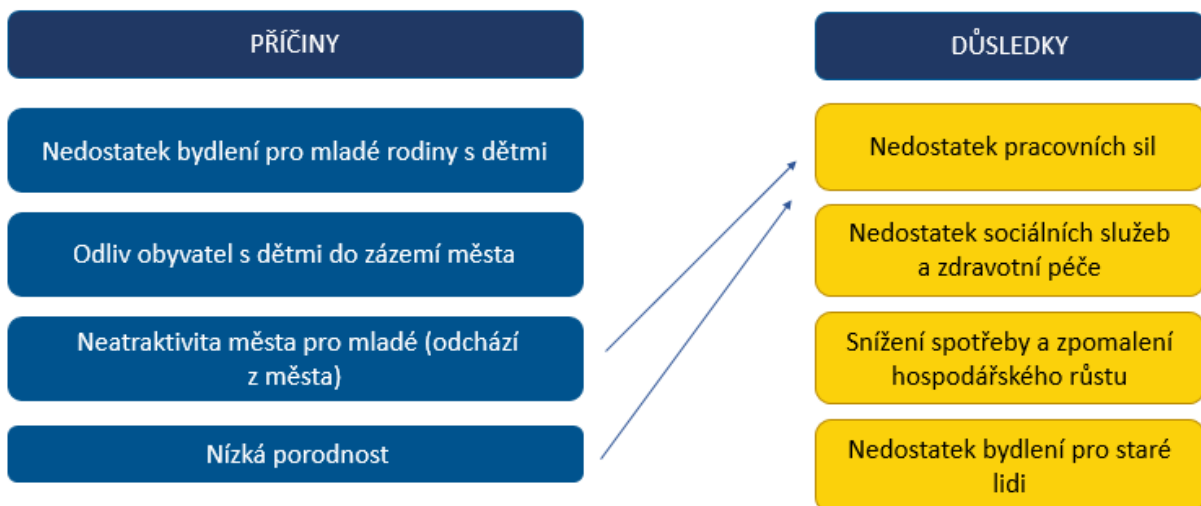 PŘÍČINY
Nedostatek bydlení pro mladé rodiny s dětmi
Odliv obyvatel s dětmi do zázemí města
Neatraktivita města pro mladé (odchází
z města)
Nízká porodnost
DŮSLEDKY
Nedostatek pracovních sil
Nedostatek sociálních služeb
a zdravotní péče
Snížení spotřeby a zpomalení
hospodářského růstu
Nedostatek bydlení pro staré
lidi